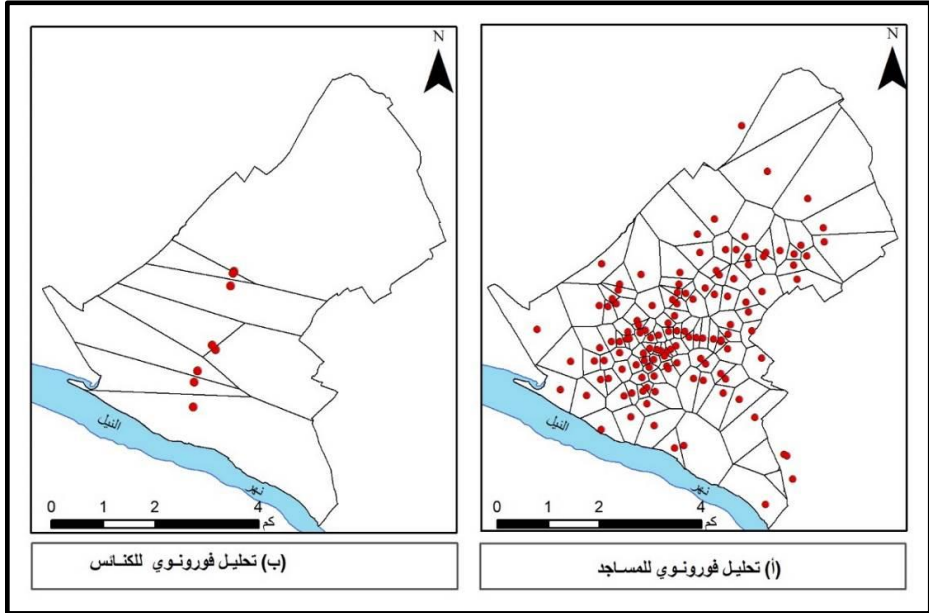 N
النيل
نهر
0 1 2 4
كم
(أ) تحليل فورونوي للمساجد
N
النيل
نهر
0 1 2 4
كم
(ب) تحليل فورونوي للكنائس